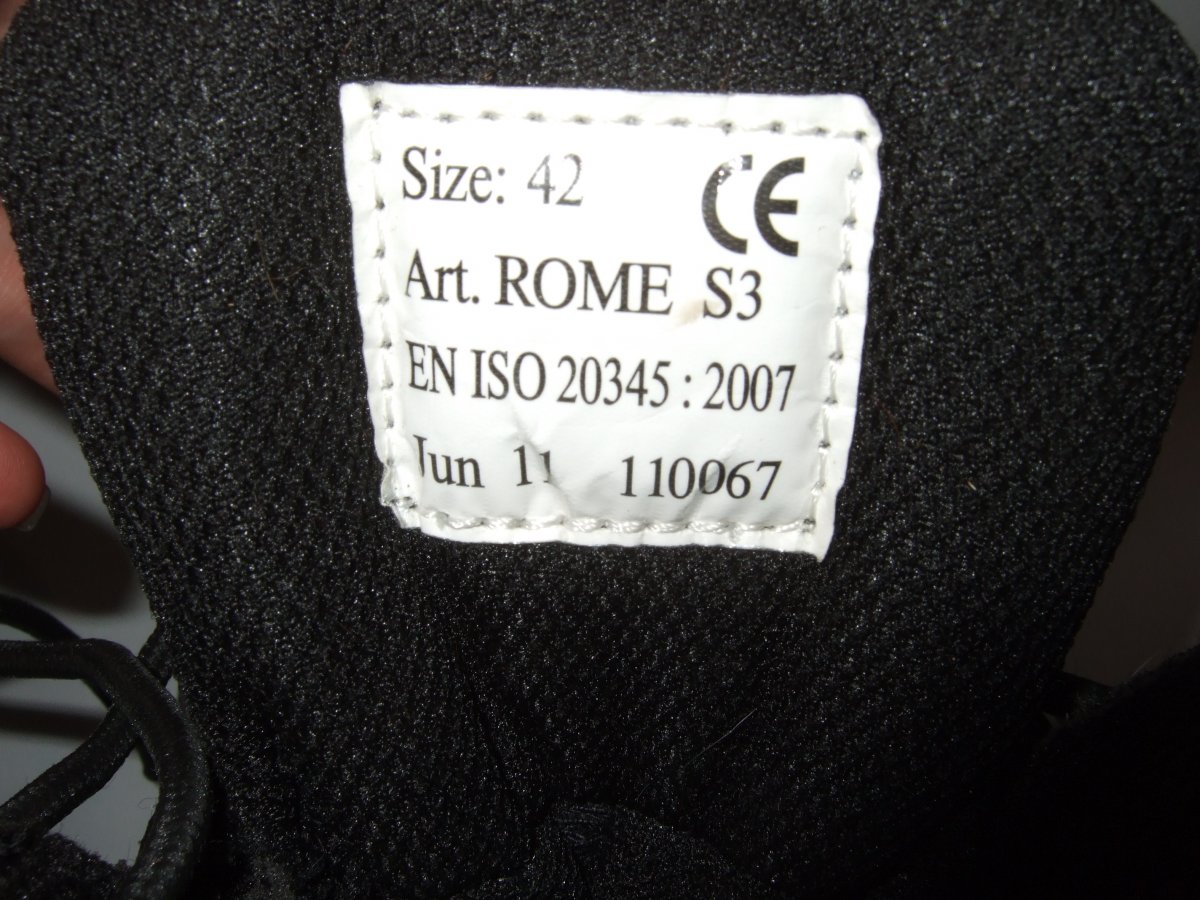 Size: 42 CE
Art. ROME S3
EN ISO 20345 : 2007
Jun 11 110067